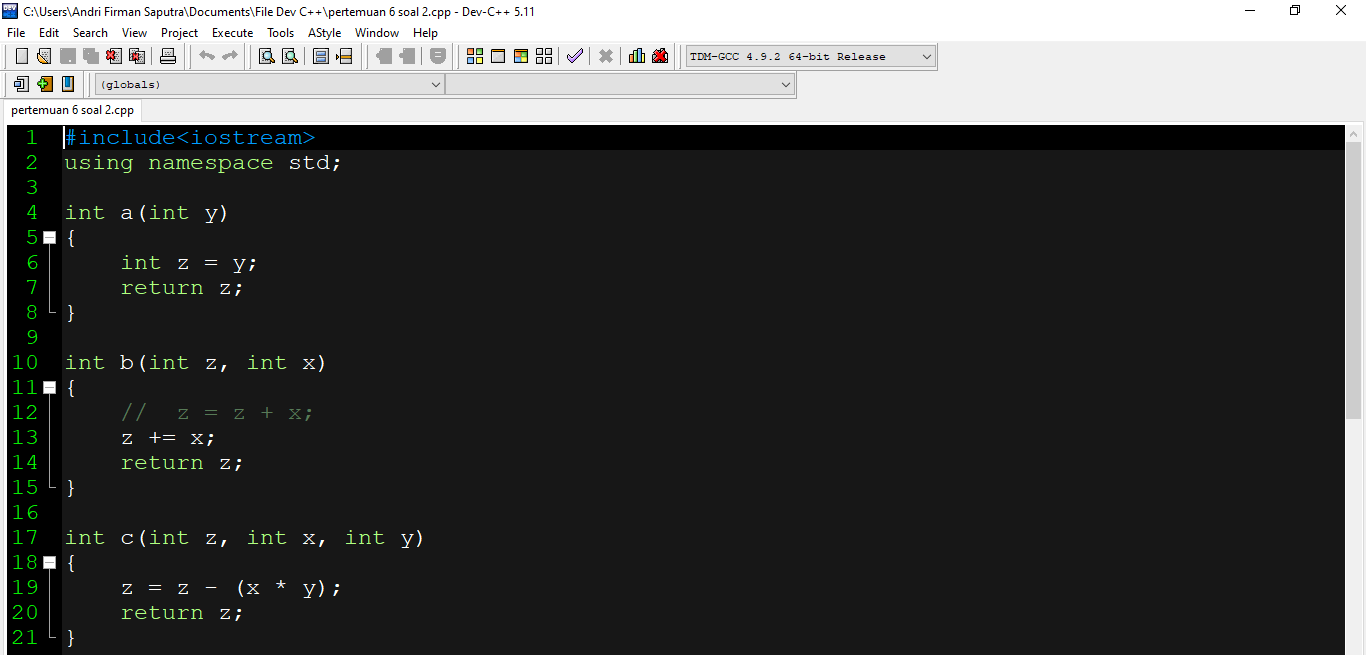 C:\Users\Andri Firman Saputra\Documents\File Dev C++\pertemuan 6 soal 2.cpp - Dev-C++ 5.11
File Edit Search View Project Execute Tools AStyle Window Help
TDM-GCC 4.9.2 64-bit Release
(globals)
pertemuan 6 soal 2.cpp
1 #include<iostream>
2 using namespace std;
3
4 int a(int y)
5 {
6     int z = y;
7     return z;
8 }
9
10 int b(int z, int x)
11 {
12     //  z = z + x;
13     z += x;
14     return z;
15 }
16
17 int c(int z, int x, int y)
18 {
19     z = z - (x * y);
20     return z;
21 }